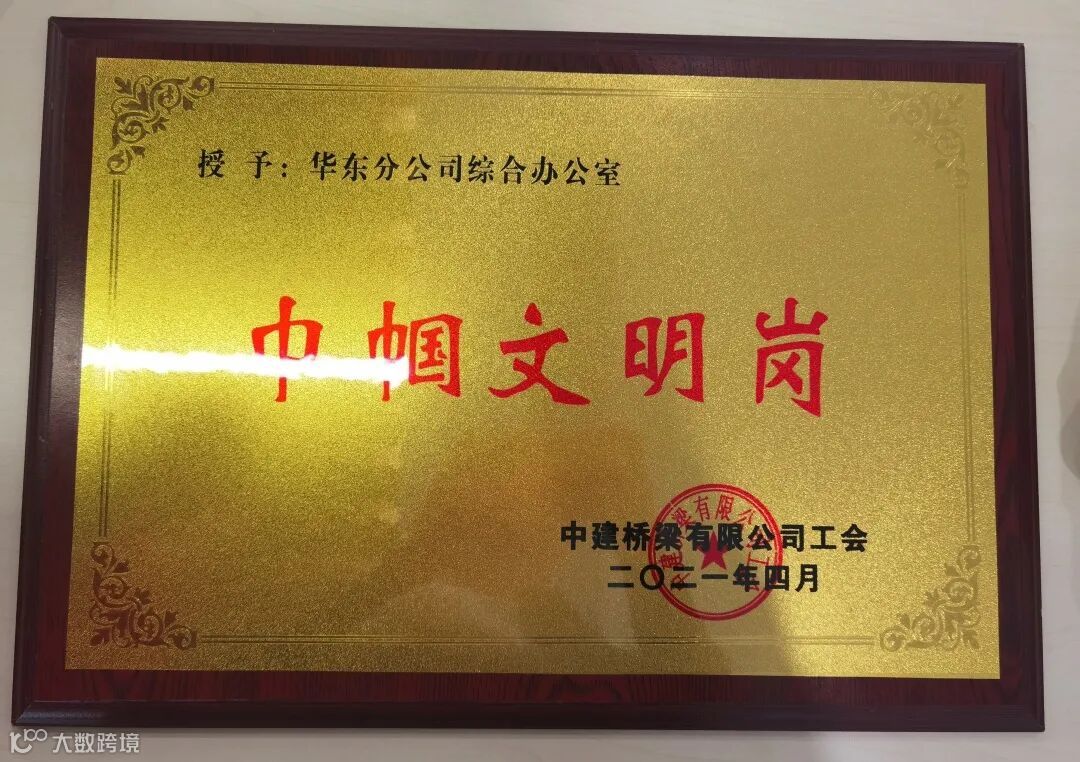 授 予：华东分公司综合办公室
巾帼文明岗
中建桥梁有限公司工会
二〇二一年四月
大数跨境